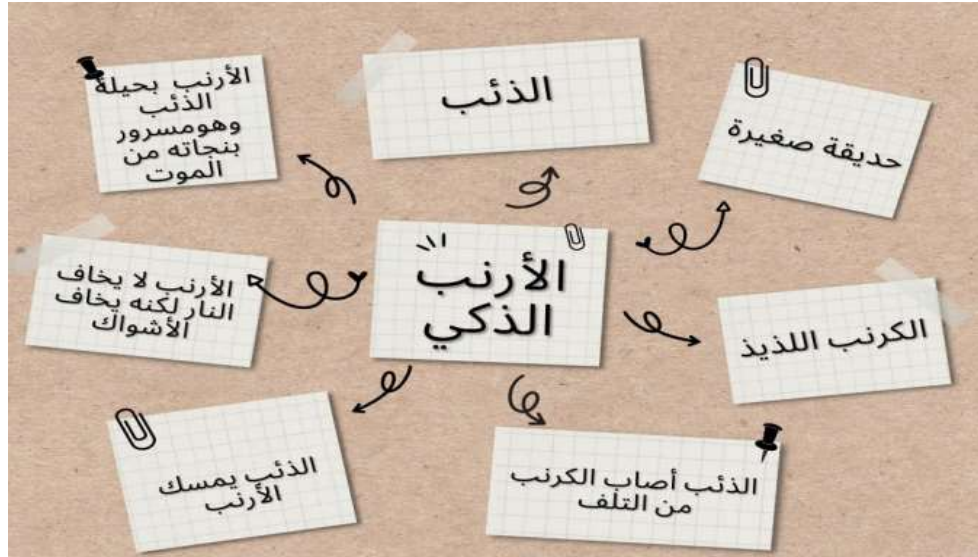 الأرنب الذكي
الذئب
حديقة صغيرة
الكرنب اللذيذ
الذئب أصاب الكرنب
من التلف
الذئب يمسك
الأرنب
الأرنب لا يخاف
النار لكنه يخاف
الأشواك
الأرنب بحيلة
الذئب
وهومسرور
بنجاته من
الموت